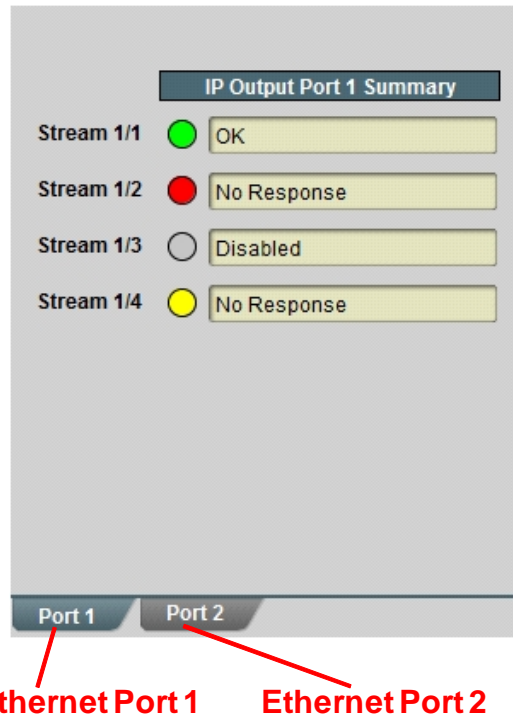 IP Output Port 1 Summary
Stream 1/1 OK
Stream 1/2 No Response
Stream 1/3 Disabled
Stream 1/4 No Response
Port 1 Port 2
thernet Port 1 Ethernet Port 2